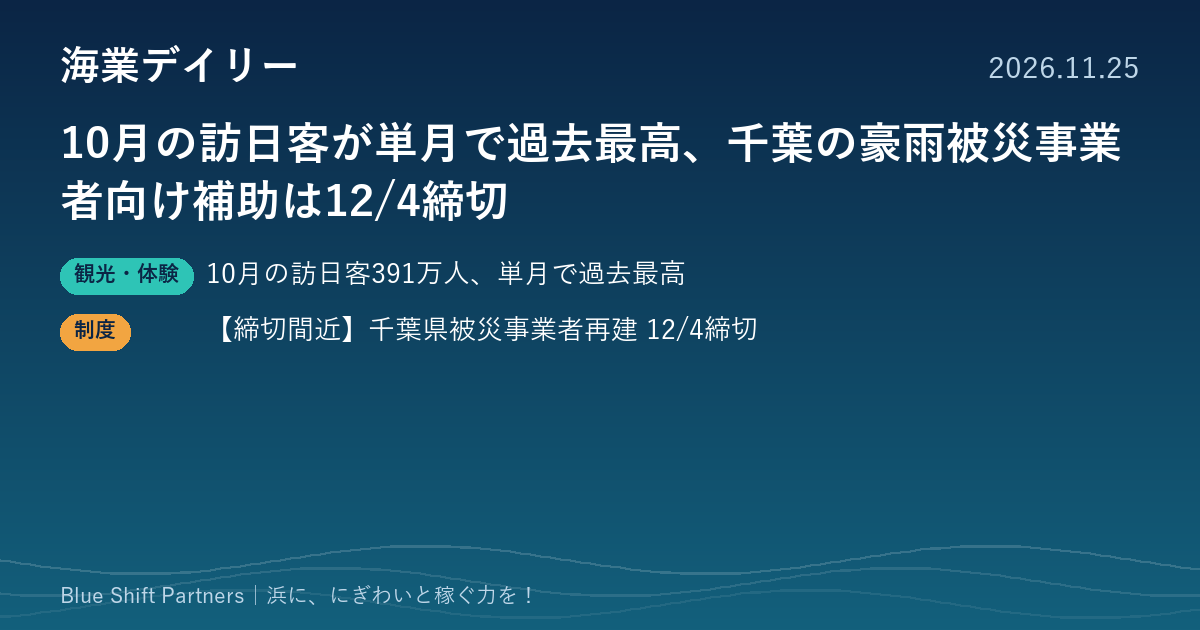 海業デイリー
2026.11.25
10月の訪日客が単月で過去最高、千葉の豪雨被災事業
者向け補助は12/4締切
観光・体験 10月の訪日客391万人、単月で過去最高
制度 【締切間近】千葉県被災事業者再建 12/4締切
Blue Shift Partners｜浜に、にぎわいと稼ぐ力を！